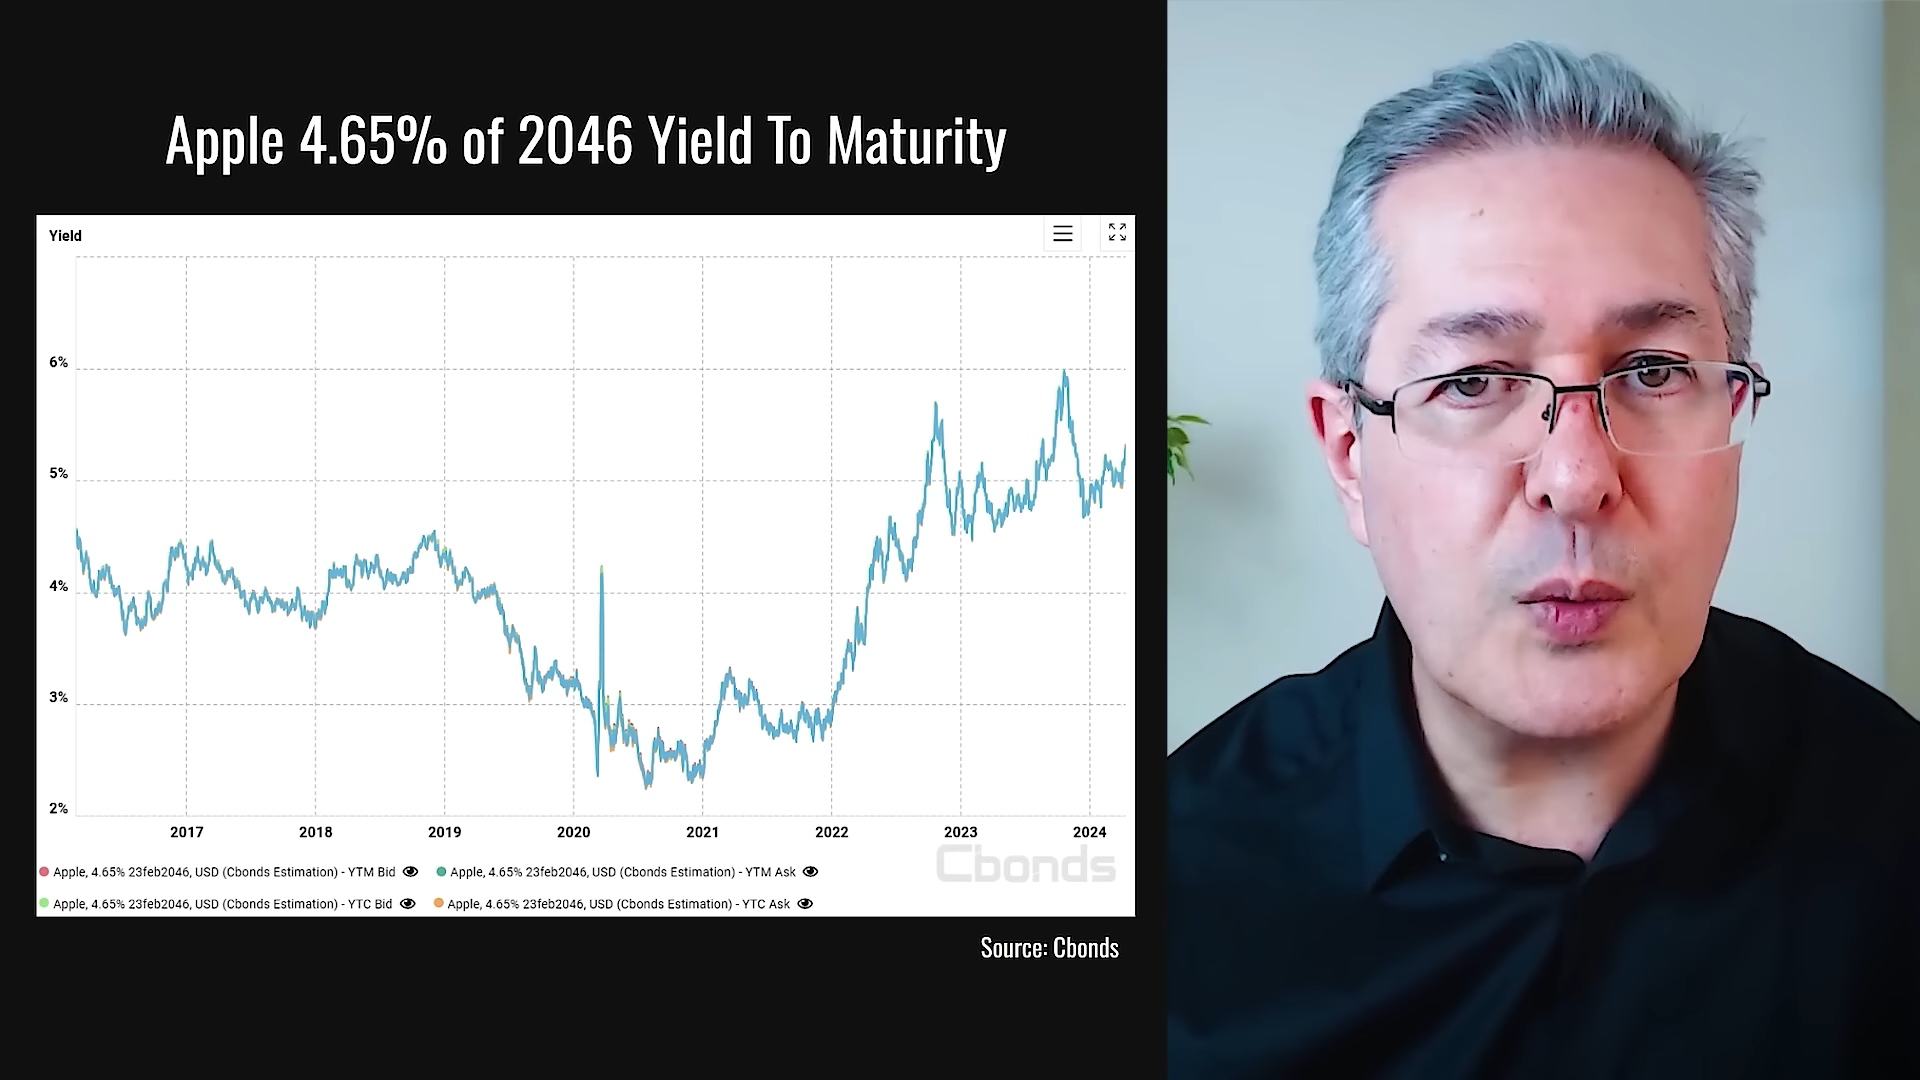 Apple 4.65% of 2046 Yield To Maturity
Yield
6%
5%
4%
3%
2%
2017 2018 2019 2020 2021 2022 2023 2024
Cbonds
Apple, 4.65% 23feb2046, USD (Cbonds Estimation) - YTM Bid Apple, 4.65% 23feb2046, USD (Cbonds Estimation) - YTM Ask
Apple, 4.65% 23feb2046, USD (Cbonds Estimation) - YTC Bid Apple, 4.65% 23feb2046, USD (Cbonds Estimation) - YTC Ask
Source: Cbonds